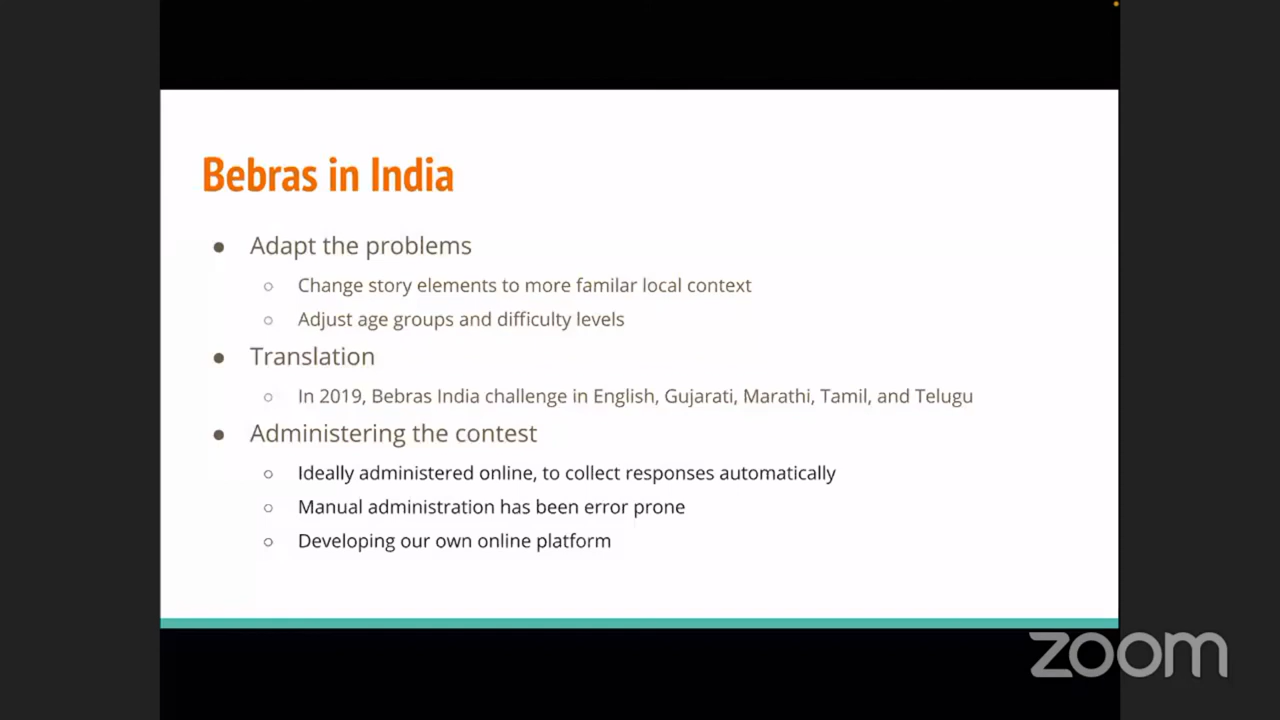 Bebras in India
● Adapt the problems
○ Change story elements to more familar local context
○ Adjust age groups and difficulty levels
● Translation
○ In 2019, Bebras India challenge in English, Gujarati, Marathi, Tamil, and Telugu
● Administering the contest
○ Ideally administered online, to collect responses automatically
○ Manual administration has been error prone
○ Developing our own online platform
zoom